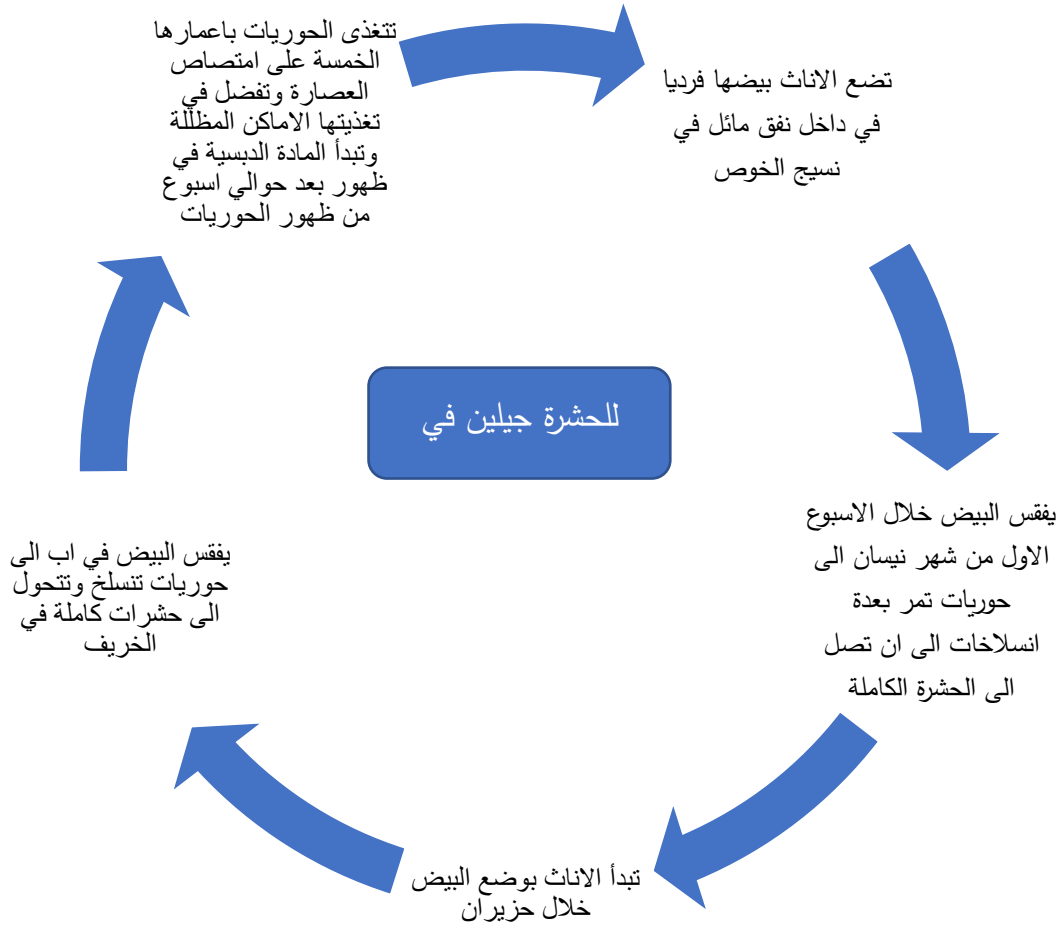 تتغذى الحوريات باعمارها
الخمسة على امتصاص
العصارة وتفضل في
تغذيتها الاماكن المظللة
وتبدأ المادة الدبسية في
ظهور بعد حوالي اسبوع
من ظهور الحوريات
تضع الاناث بيضها فرديا
في داخل نفق مائل في
نسيج الخوص
للحشرة جيلين في
يفقس البيض خلال الاسبوع
الاول من شهر نيسان الى
حوريات تمر بعدة
انسلاخات الى ان تصل
الى الحشرة الكاملة
يفقس البيض في اب الى
حوريات تنسلخ وتتحول
الى حشرات كاملة في
الخريف
تبدأ الاناث بوضع البيض
خلال حزيران